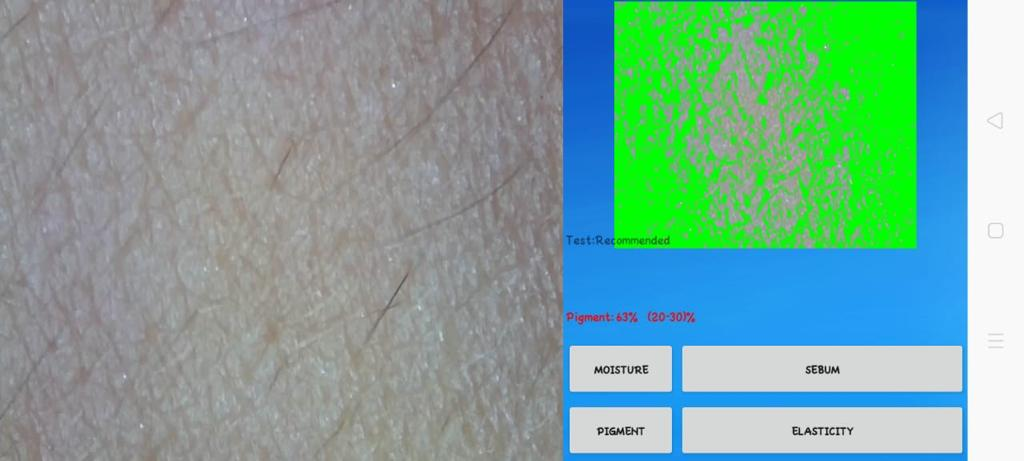 Test:Recommended
Pigment: 63% (20-30)%
MOISTURE
SEBUM
PIGMENT
ELASTICITY